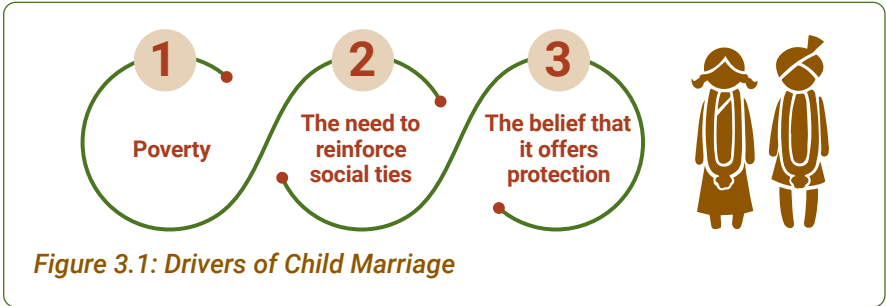 1
Poverty
2
The need to
reinforce
social ties
3
The belief that
it offers
protection
Figure 3.1: Drivers of Child Marriage